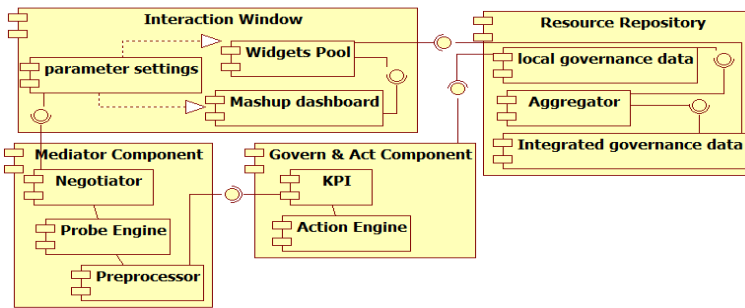 Interaction Window
Resource Repository
Widgets Pool
parameter settings
Mashup dashboard
local governance data
Aggregator
Integrated governance data
Mediator Component
Negotiator
Probe Engine
Preprocessor
Govern & Act Component
KPI
Action Engine